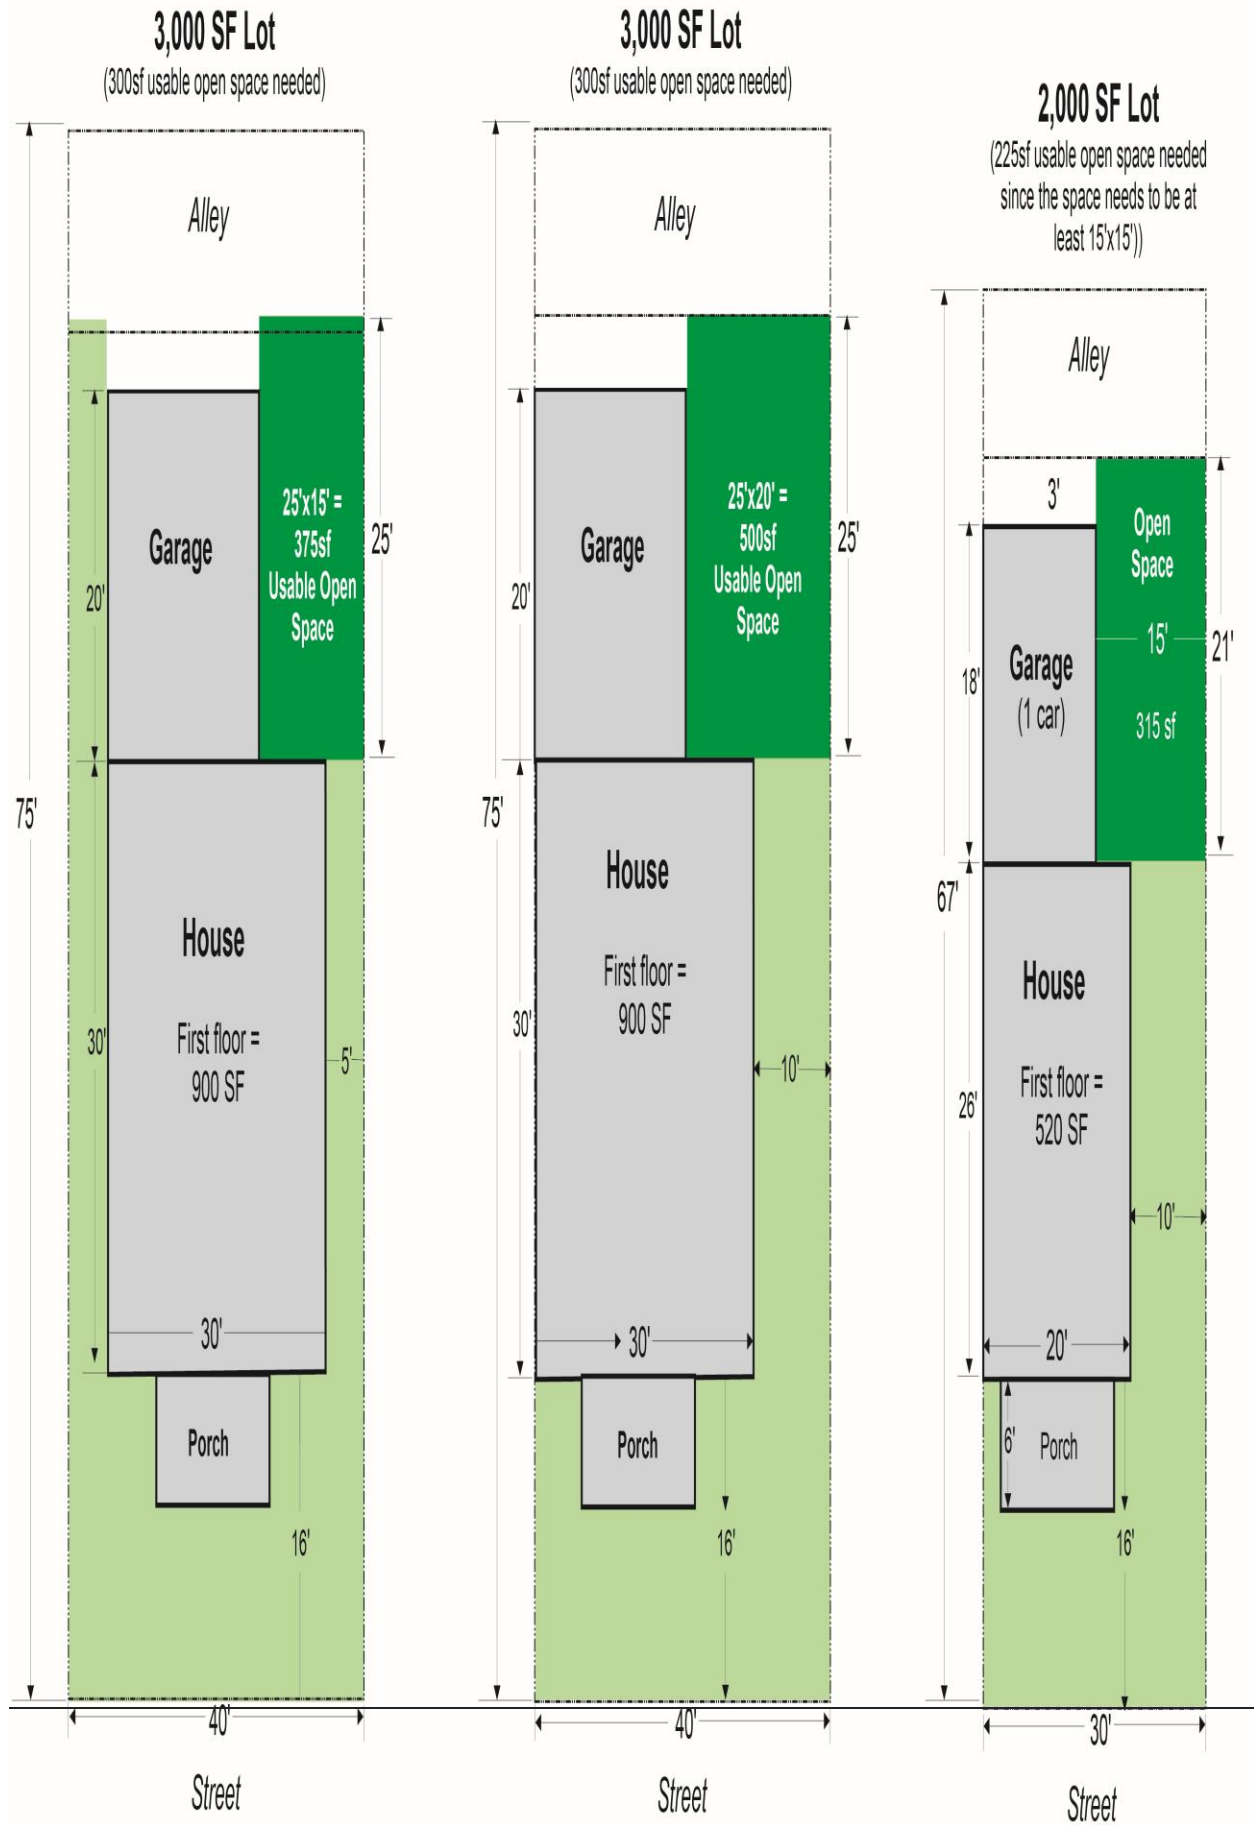 3,000 SF Lot
(300sf usable open space needed)
Alley
25'x15' =
375sf
Usable Open
Space
25'
Garage
20'
75'
House
First floor =
900 SF
30'
5'
30'
Porch
16'
40'
Street
3,000 SF Lot
(300sf usable open space needed)
Alley
25'x20' =
500sf
Usable Open
Space
25'
Garage
20'
75'
House
First floor =
900 SF
30'
10'
30'
Porch
16'
40'
Street
2,000 SF Lot
(225sf usable open space needed
since the space needs to be at
least 15'x15'))
Alley
3'
Open
Space
15'
21'
315 sf
Garage
(1 car)
18'
67'
House
First floor =
520 SF
26'
10'
20'
6'
Porch
16'
30'
Street